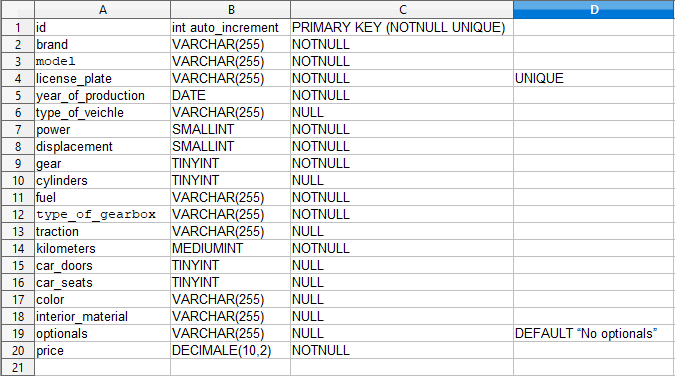 A B C D
1 id int auto_increment PRIMARY KEY (NOTNULL UNIQUE)
2 brand VARCHAR(255) NOTNULL
3 model VARCHAR(255) NOTNULL
4 license_plate VARCHAR(255) NOTNULL UNIQUE
5 year_of_production DATE NOTNULL
6 type_of_veichle VARCHAR(255) NULL
7 power SMALLINT NOTNULL
8 displacement SMALLINT NOTNULL
9 gear TINYINT NOTNULL
10 cylinders TINYINT NULL
11 fuel VARCHAR(255) NOTNULL
12 type_of_gearbox VARCHAR(255) NOTNULL
13 traction VARCHAR(255) NULL
14 kilometers MEDIUMINT NOTNULL
15 car_doors TINYINT NULL
16 car_seats TINYINT NULL
17 color VARCHAR(255) NULL
18 interior_material VARCHAR(255) NULL
19 optionals VARCHAR(255) NULL DEFAULT “No optionals”
20 price DECIMALE(10,2) NOTNULL
21